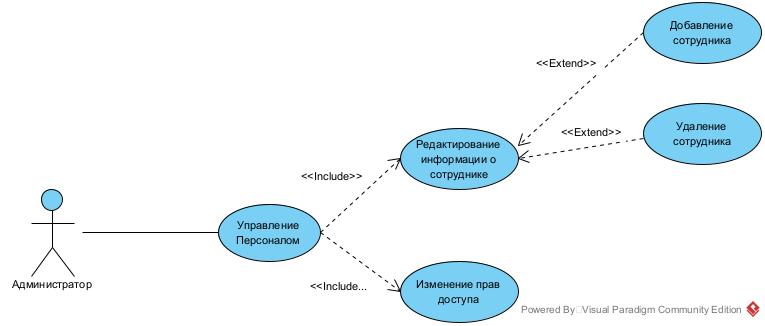 Добавление
сотрудника
<<Extend>>
<<Extend>>
Удаление
сотрудника
Редактирование
информации о
сотруднике
<<Include>>
Управление
Персоналом
Администратор
<<Include...
Изменение прав
доступа
Powered By Visual Paradigm Community Edition